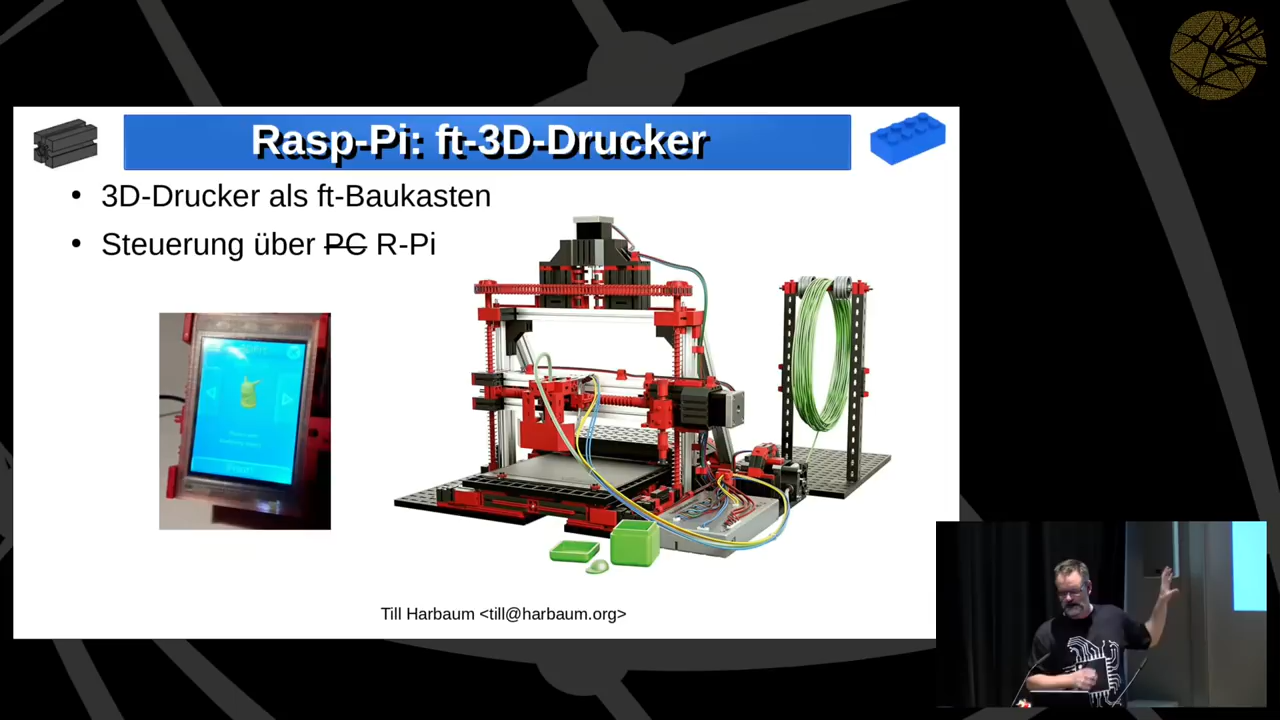 Rasp-Pi: ft-3D-Drucker
• 3D-Drucker als ft-Baukasten
• Steuerung über PC R-Pi
Till Harbaum <till@harbaum.org>